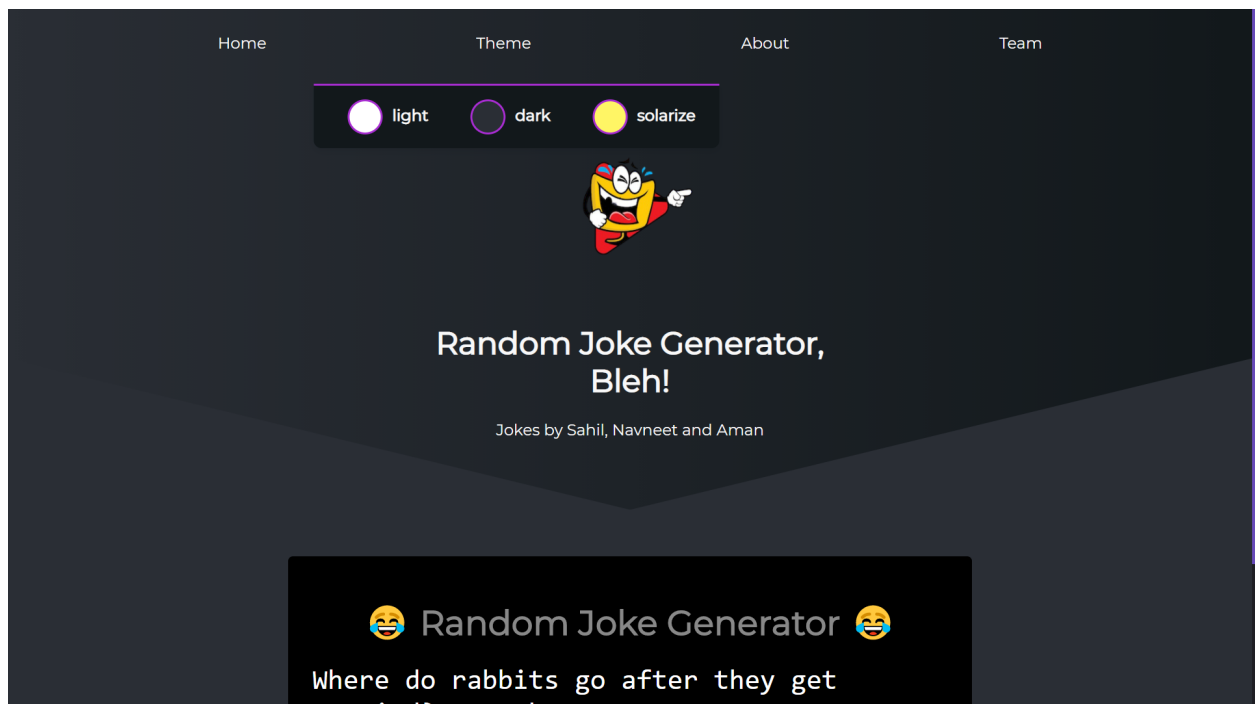 Home Theme About Team
light dark solarize
Random Joke Generator,
Bleh!
Jokes by Sahil, Navneet and Aman
😂 Random Joke Generator 😂
Where do rabbits go after they get